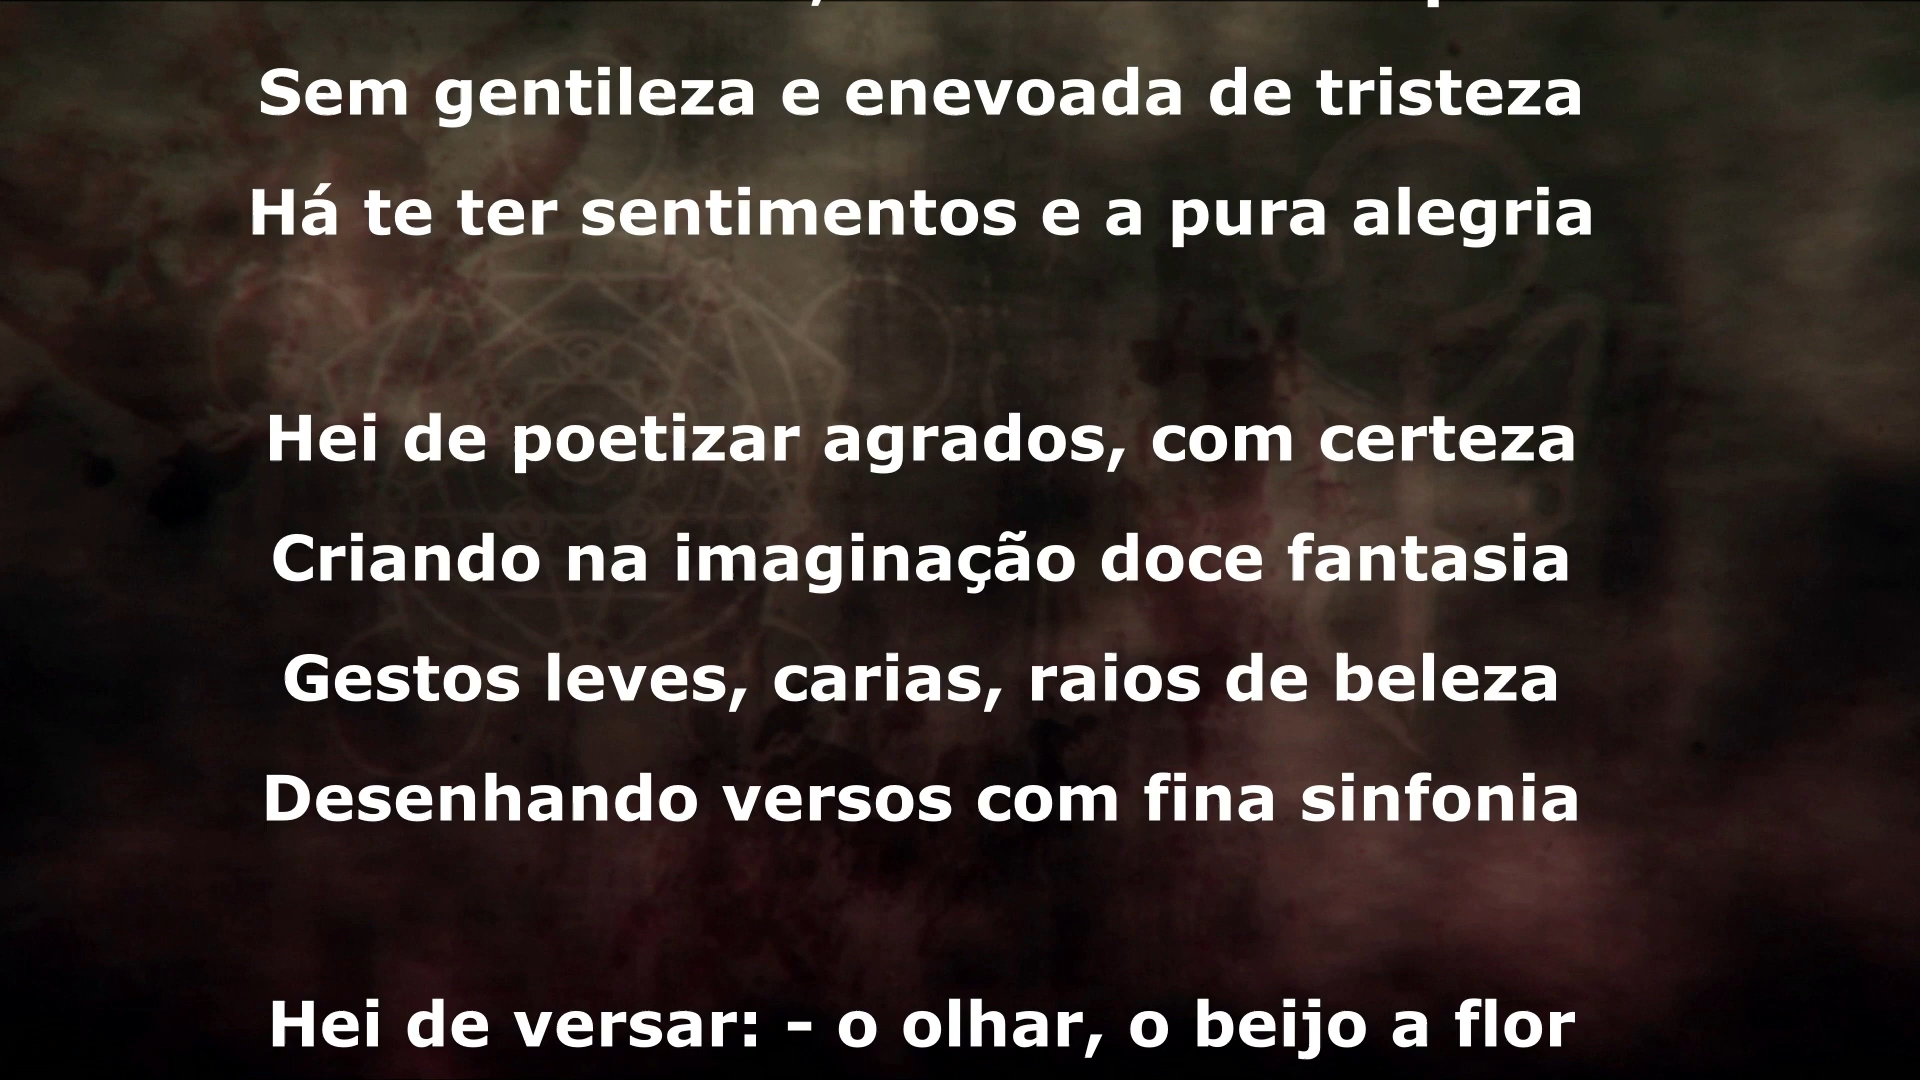 Sem gentileza e enevoada de tristeza
Há te ter sentimentos e a pura alegria
Hei de poetizar agrados, com certeza
Criando na imaginação doce fantasia
Gestos leves, carias, raios de beleza
Desenhando versos com fina sinfonia
Hei de versar: - o olhar, o beijo a flor